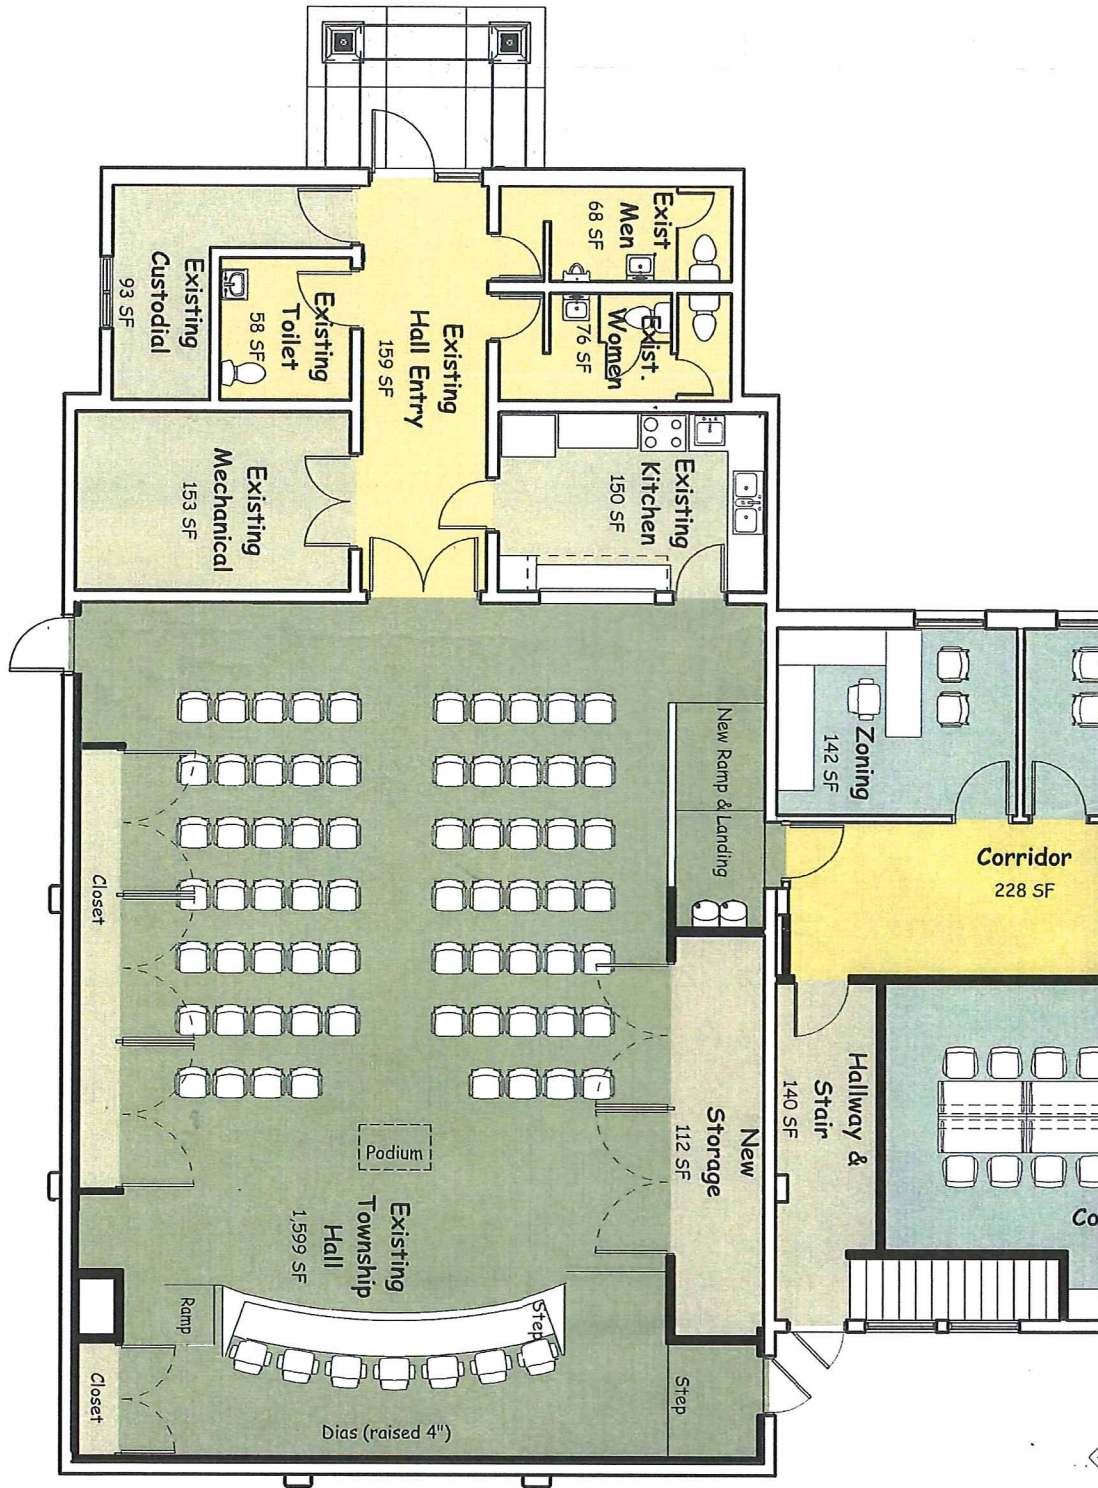 Exist
Men
68 SF
Existing
Custodial
93 SF
Existing
Toilet
58 SF
Existing
Hall Entry
159 SF
Exist.
Women
76 SF
Existing
Mechanical
153 SF
Existing
Kitchen
150 SF
New Ramp & Landing
Zoning
142 SF
Corridor
228 SF
Closet
Hallway &
Stair
140 SF
New
Storage
112 SF
Podium
Existing
Township
Hall
1,599 SF
Co
Ramp
Step
Step
Closet
Dias (raised 4")